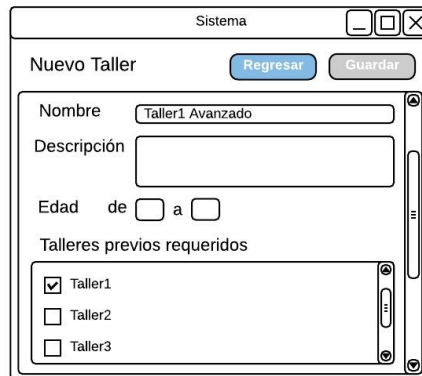 Sistema
Nuevo Taller Regresar Guardar
Nombre Taller1 Avanzado
Descripción
Edad de a
Talleres previos requeridos
Taller1
Taller2
Taller3